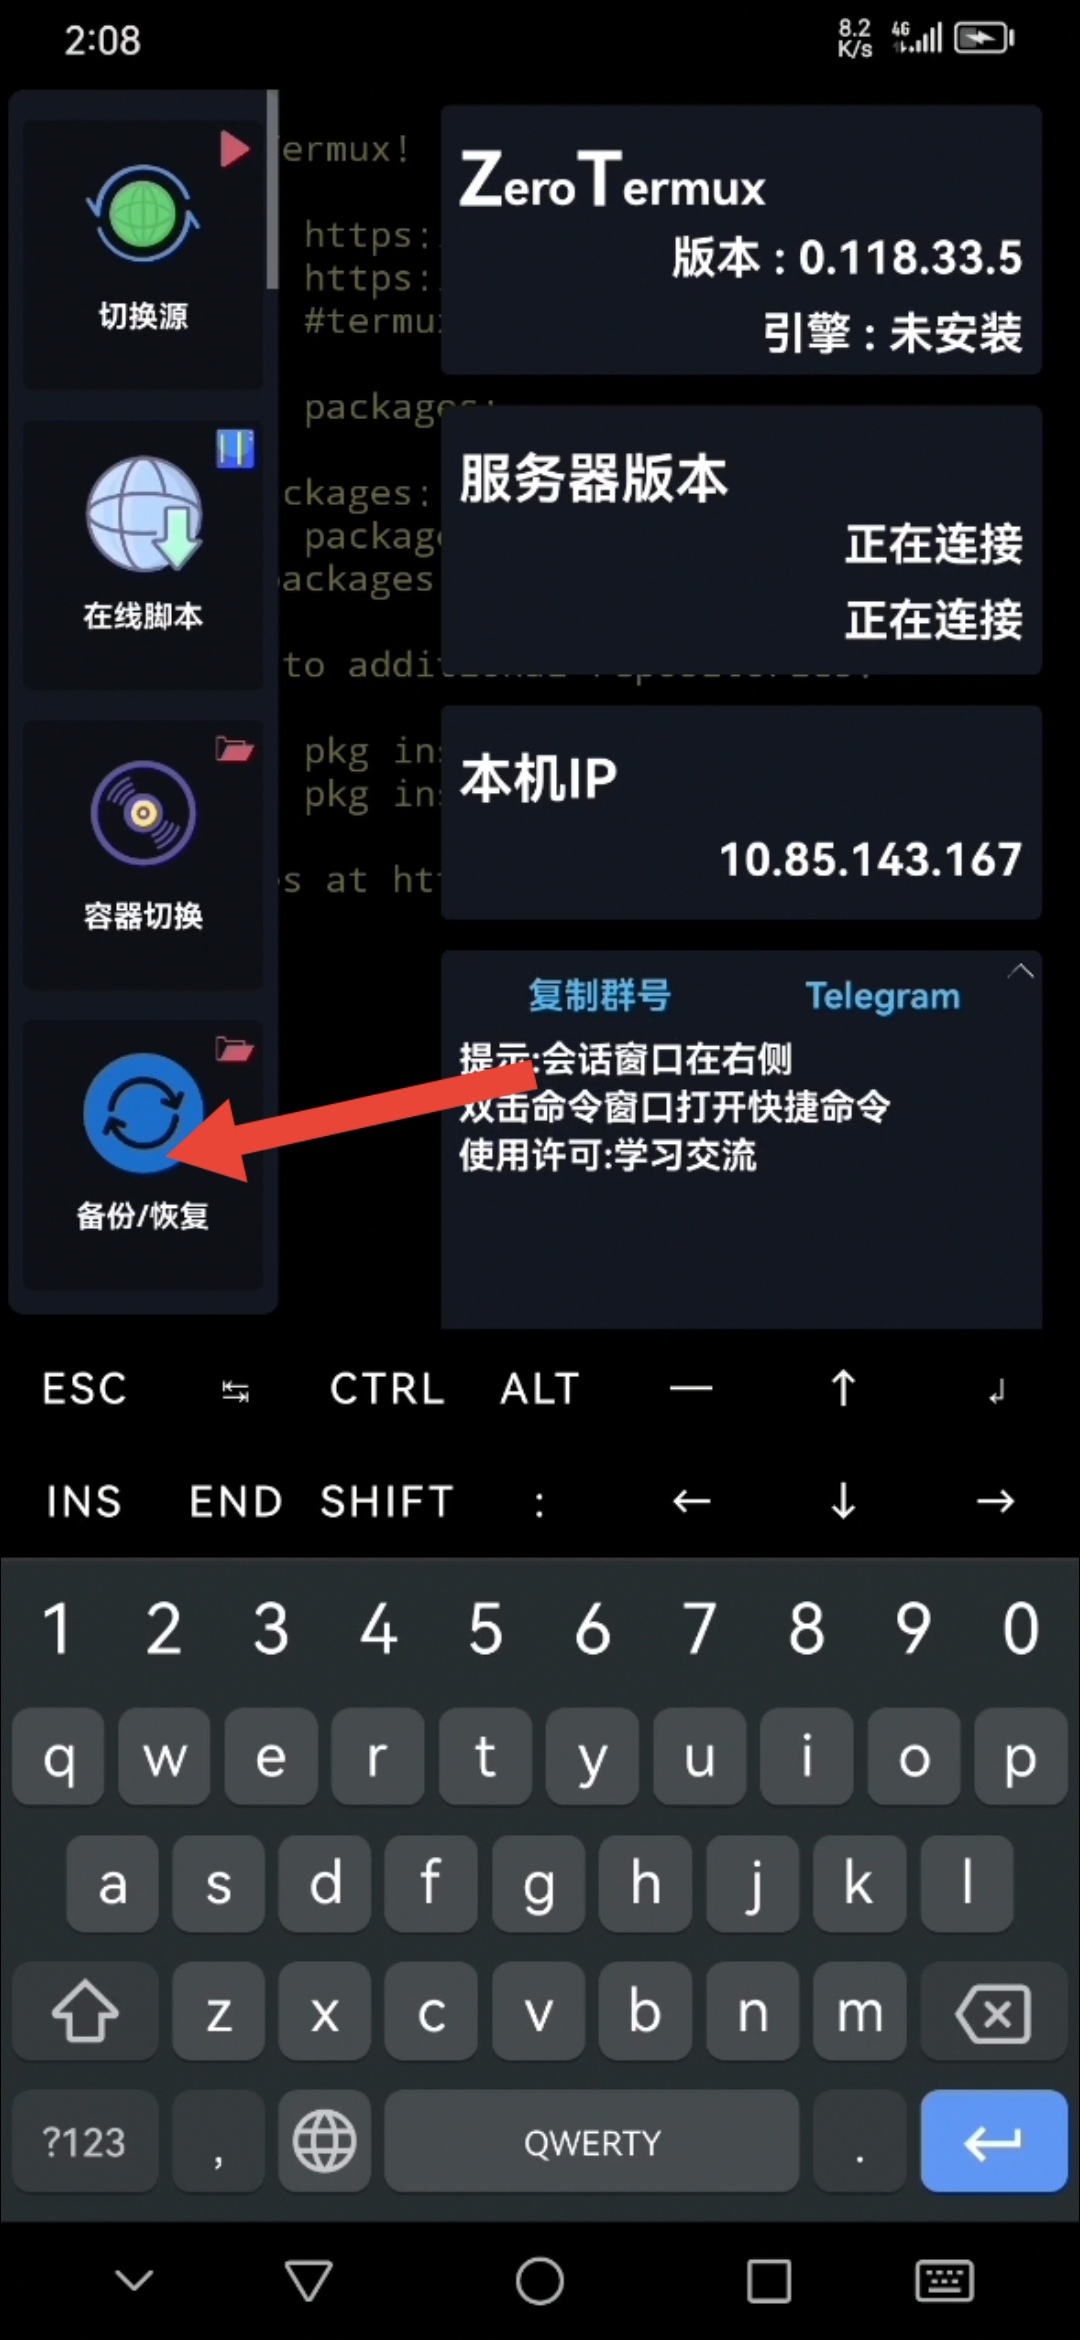 2:08
8.2
K/s
4G
切换源
在线脚本
容器切换
备份/恢复
ermux!
https:
https:
#termu
packages:
ckages:
packag
ackages
to addi
pkg in
pkg in
s at ht
ZeroTermux
版本 : 0.118.33.5
引擎 : 未安装
服务器版本
正在连接
正在连接
本机IP
10.85.143.167
复制群号
Telegram
提示:会话窗口在右侧
双击命令窗口打开快捷命令
使用许可:学习交流
ESC ⇆ CTRL ALT — ↑ ↲
INS END SHIFT : ← ↓ →
1 2 3 4 5 6 7 8 9 0
q w e r t y u i o p
a s d f g h j k l
z x c v b n m
?123 , QWERTY .